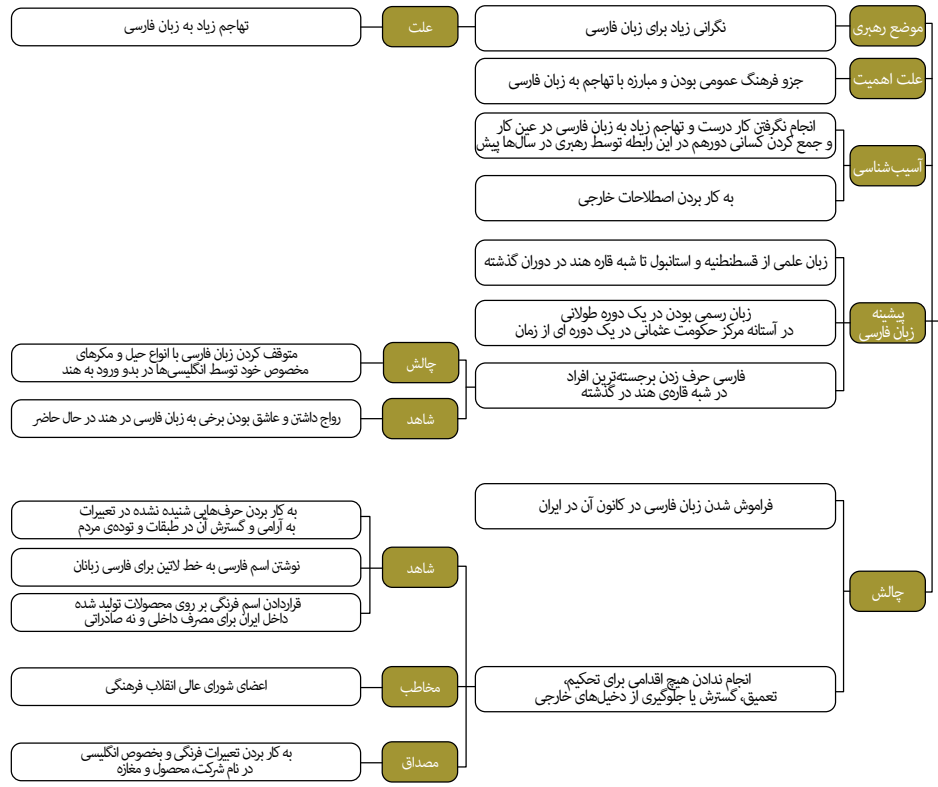 موضع رهبری
نگرانی زیاد برای زبان فارسی
علت
تهاجم زیاد به زبان فارسی
علت اهمیت
جزو فرهنگ عمومی بودن و مبارزه با تهاجم به زبان فارسی
آسیب‌شناسی
انجام نگرفتن کار درست و تهاجم زیاد به زبان فارسی در عین کار
و جمع کردن کسانی دورهم در این رابطه توسط رهبری در سال‌ها پیش
به کار بردن اصطلاحات خارجی
پیشینه
زبان فارسی
زبان علمی از قسطنطنیه و استانبول تا شبه قاره هند در دوران گذشته
زبان رسمی بودن در یک دوره طولانی
در آستانه مرکز حکومت عثمانی در یک دوره ای از زمان
فارسی حرف زدن برجسته‌ترین افراد
در شبه قاره‌ی هند در گذشته
چالش
متوقف کردن زبان فارسی با انواع حیل و مکرهای
مخصوص خود توسط انگلیسی‌ها در بدو ورود به هند
شاهد
رواج داشتن و عاشق بودن برخی به زبان فارسی در هند در حال حاضر
چالش
فراموش شدن زبان فارسی در کانون آن در ایران
انجام ندادن هیچ اقدامی برای تحکیم،
تعمیق، گسترش یا جلوگیری از دخیل‌های خارجی
شاهد
به کار بردن حرف‌هایی شنیده نشده در تعبیرات
به آرامی و گسترش آن در طبقات و توده‌ی مردم
نوشتن اسم فارسی به خط لاتین برای فارسی زبانان
قراردادن اسم فرنگی بر روی محصولات تولید شده
داخل ایران برای مصرف داخلی و نه صادراتی
مخاطب
اعضای شورای عالی انقلاب فرهنگی
مصداق
به کار بردن تعبیرات فرنگی و بخصوص انگلیسی
در نام شرکت، محصول و مغازه